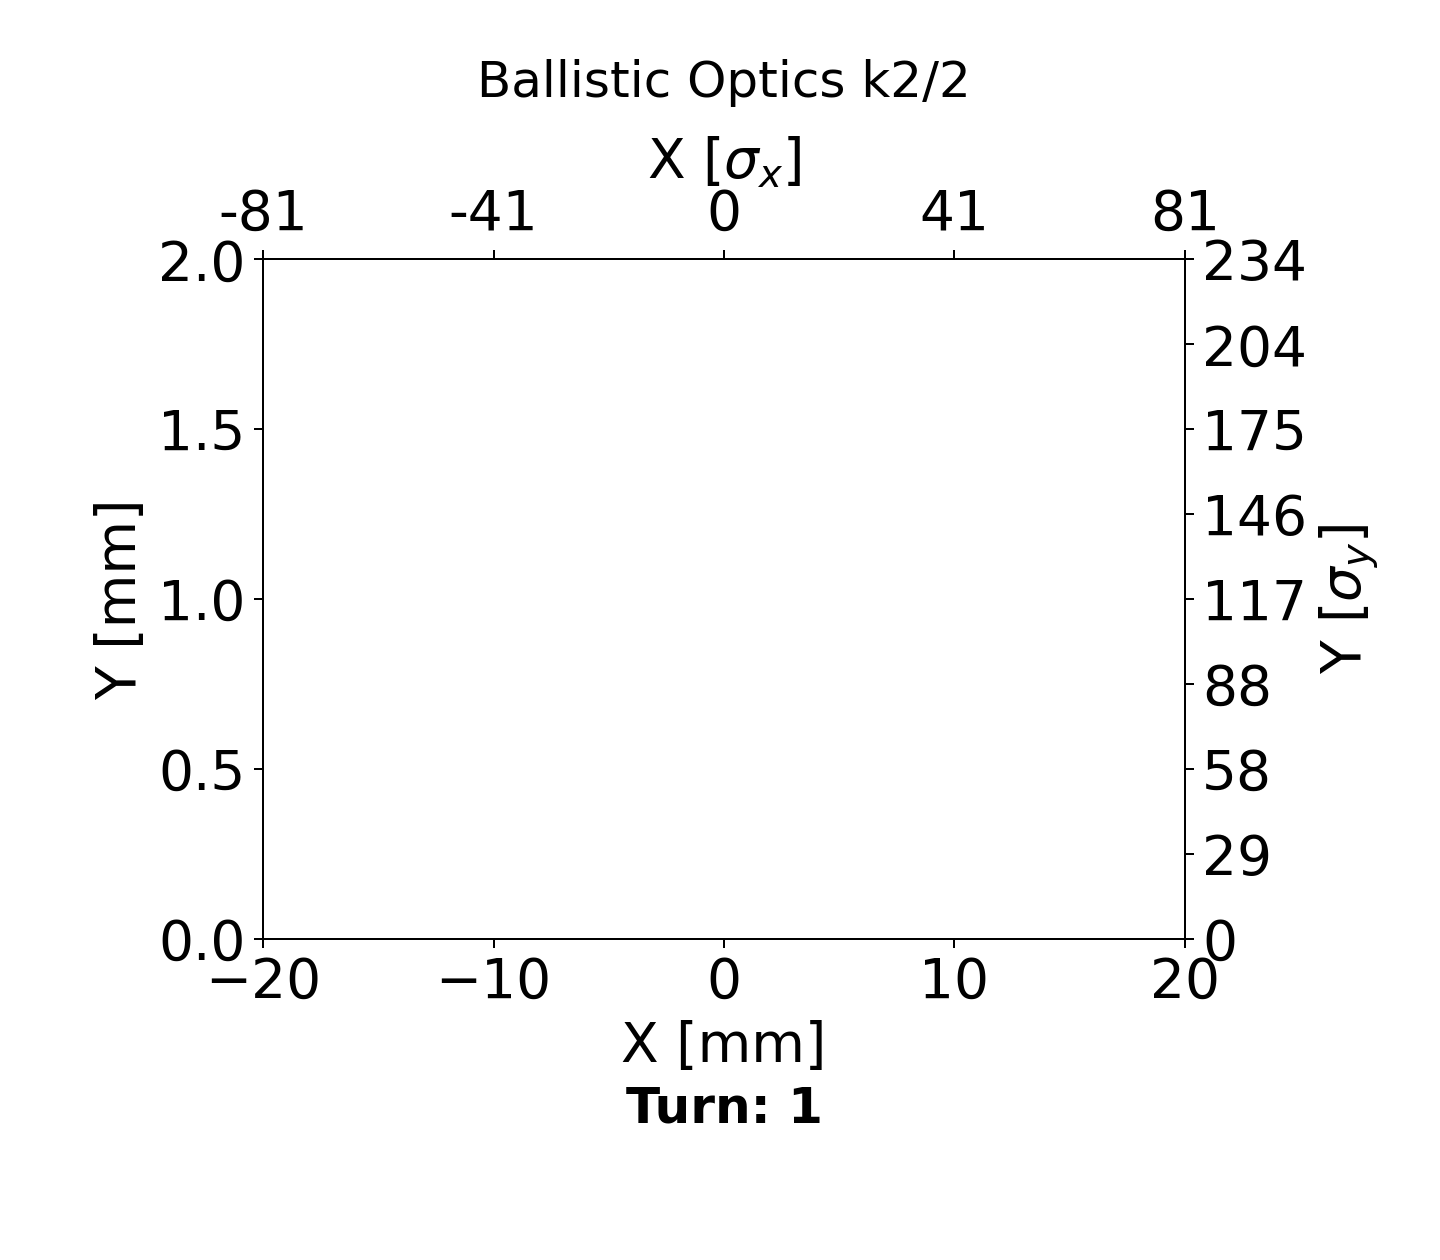 Ballistic Optics k2/2
X [σx]
-81 -41 0 41 81
2.0 234
204
1.5 175
146
Y [mm] 1.0 117 Y [σy]
88
0.5 58
29
0.0 0
−20 −10 0 10 20
X [mm]
Turn: 1